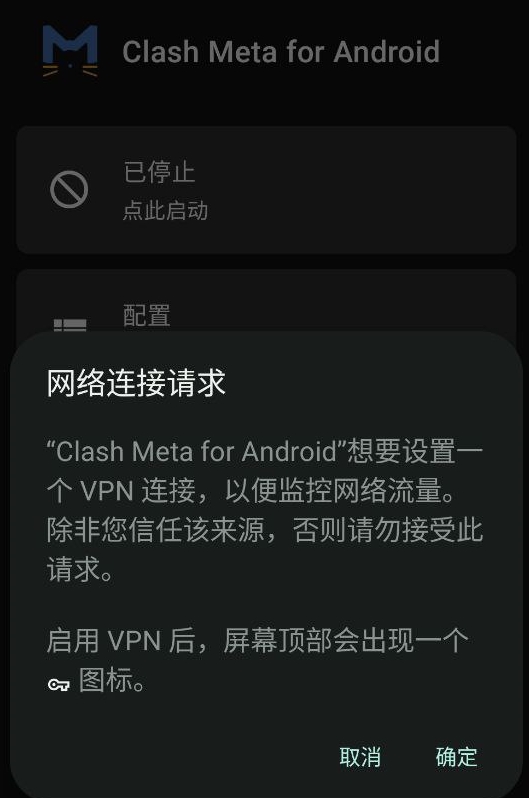 Clash Meta for Android
已停止
点此启动
配置
网络连接请求
“Clash Meta for Android”想要设置一
个 VPN 连接，以便监控网络流量。
除非您信任该来源，否则请勿接受此
请求。
启用 VPN 后，屏幕顶部会出现一个
图标。
取消 确定